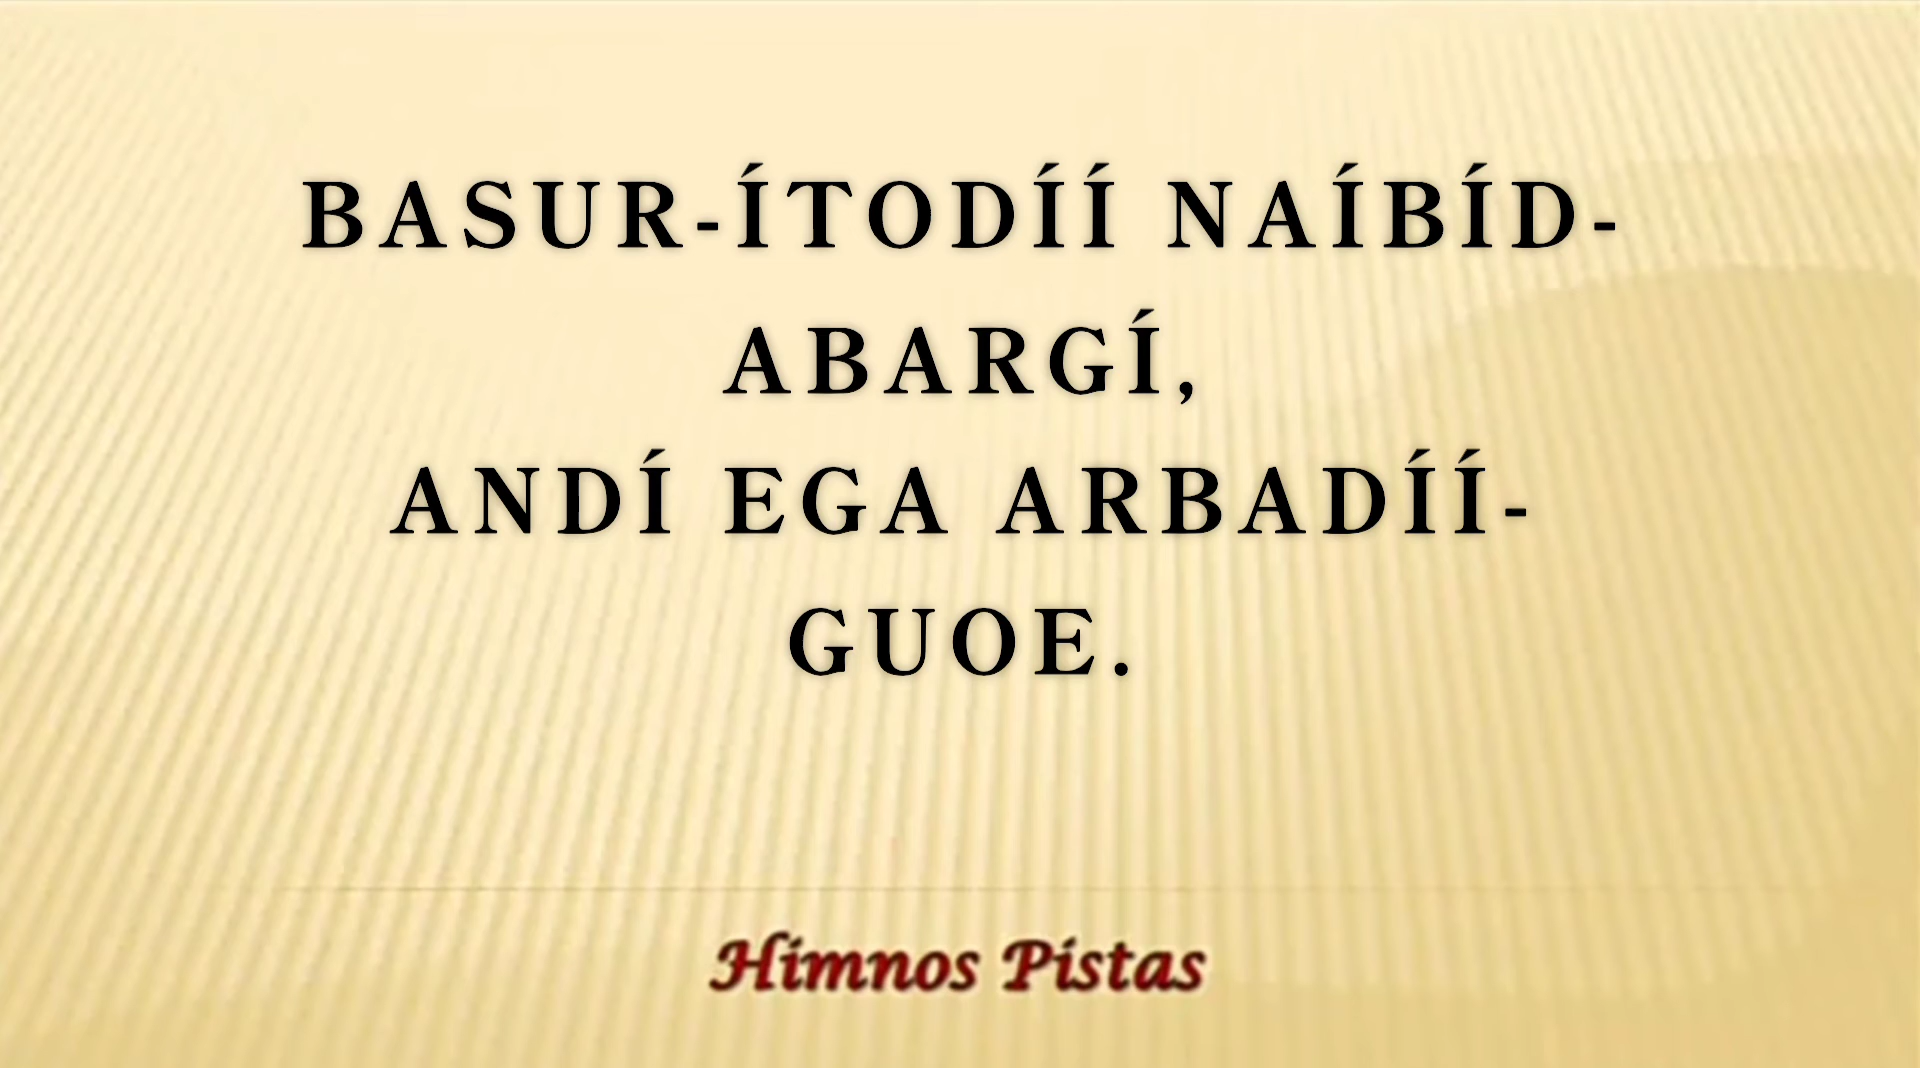 BASUR-ÍTODÍÍ NAÍBÍD-
ABARGÍ,
ANDÍ EGA ARBADÍÍ-
GUOE.
Himnos Pistas